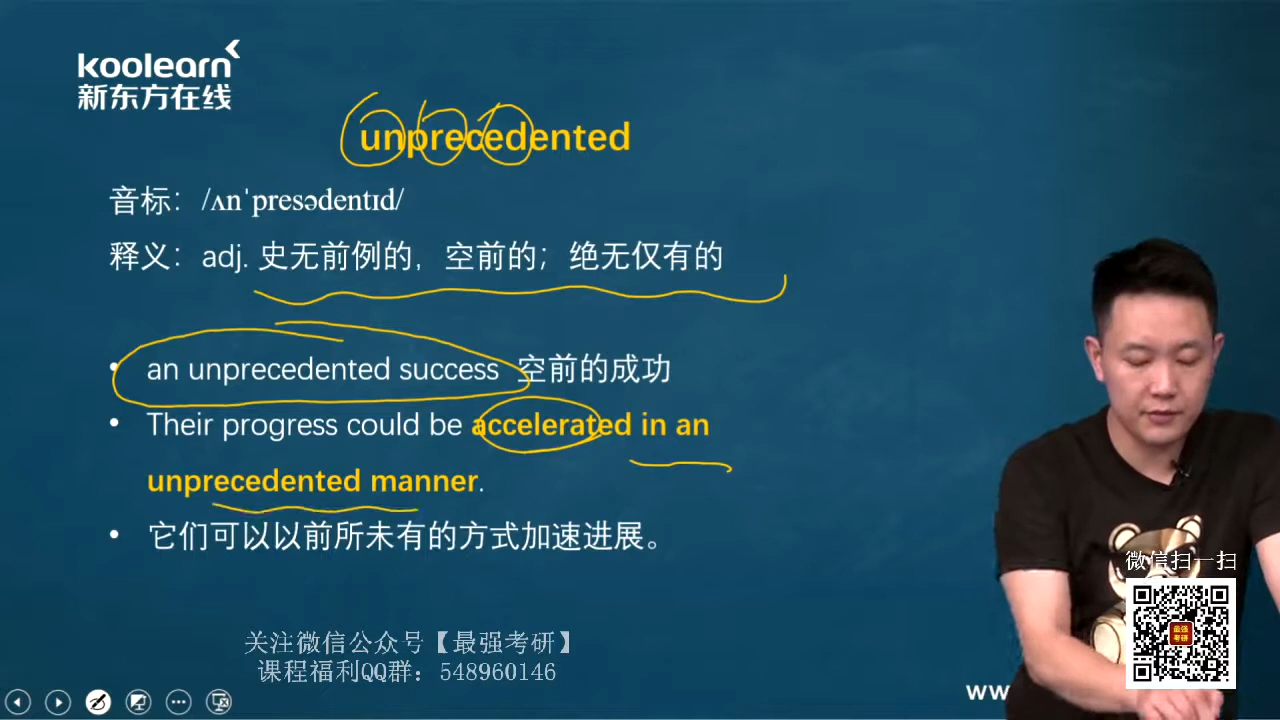 koolearn
新东方在线
unprecedented
音标：/ʌnˈpresədentɪd/
释义：adj. 史无前例的，空前的；绝无仅有的
• an unprecedented success 空前的成功
• Their progress could be accelerated in an
unprecedented manner.
• 它们可以以前所未有的方式加速进展。
微信扫一扫
最强
考研
关注微信公众号【最强考研】
课程福利QQ群：548960146
ww